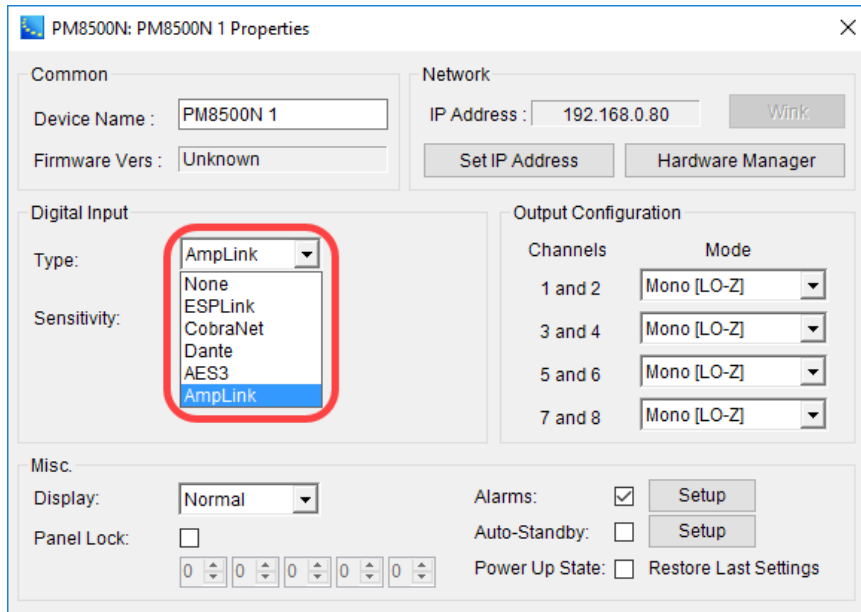 PM8500N: PM8500N 1 Properties
Common
Device Name : PM8500N 1
Firmware Vers : Unknown
Network
IP Address : 192.168.0.80 Wink
Set IP Address Hardware Manager
Digital Input
Type: AmpLink
None
ESPLink
CobraNet
Dante
AES3
AmpLink
Sensitivity:
Output Configuration
Channels Mode
1 and 2 Mono [LO-Z]
3 and 4 Mono [LO-Z]
5 and 6 Mono [LO-Z]
7 and 8 Mono [LO-Z]
Misc.
Display: Normal
Panel Lock:
0 0 0 0 0
Alarms: Setup
Auto-Standby: Setup
Power Up State: Restore Last Settings